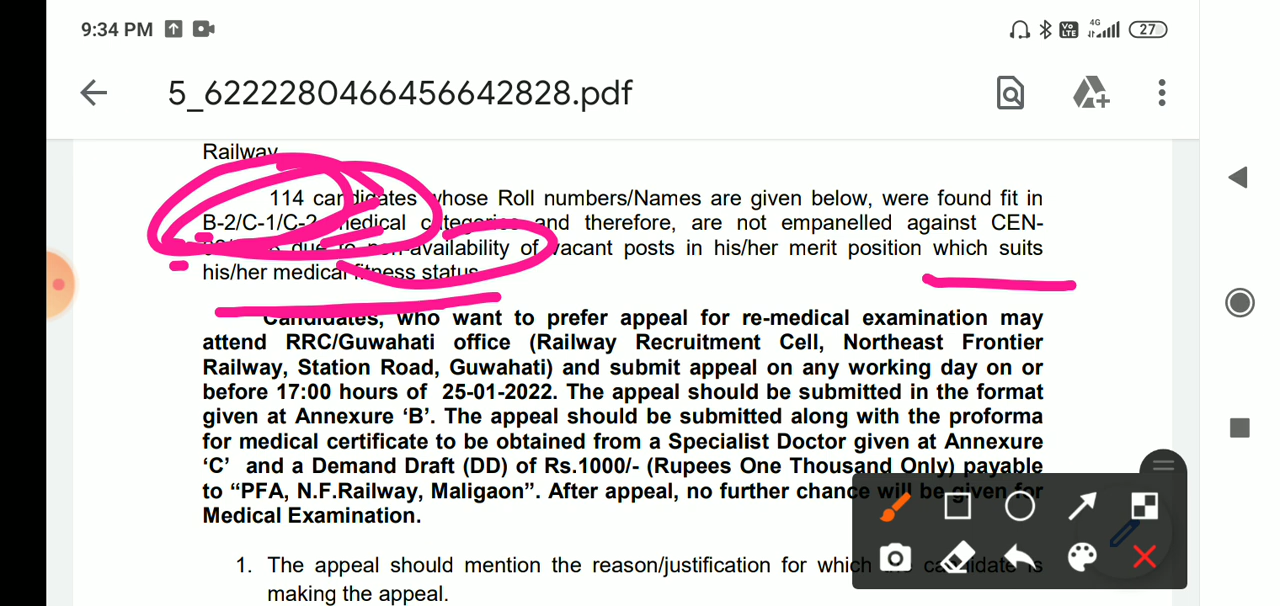 9:34 PM
Vo LTE 4G 27
5_6222280466456642828.pdf
Railway
114 candidates whose Roll numbers/Names are given below, were found fit in
B-2/C-1/C-2 medical categories and therefore, are not empanelled against CEN-
due to non-availability of vacant posts in his/her merit position which suits
his/her medical fitness status
Candidates, who want to prefer appeal for re-medical examination may
attend RRC/Guwahati office (Railway Recruitment Cell, Northeast Frontier
Railway, Station Road, Guwahati) and submit appeal on any working day on or
before 17:00 hours of 25-01-2022. The appeal should be submitted in the format
given at Annexure ‘B’. The appeal should be submitted along with the proforma
for medical certificate to be obtained from a Specialist Doctor given at Annexure
‘C’ and a Demand Draft (DD) of Rs.1000/- (Rupees One Thousand Only) payable
to “PFA, N.F.Railway, Maligaon”. After appeal, no further chance will be given for
Medical Examination.
1. The appeal should mention the reason/justification for which the candidate is
making the appeal.